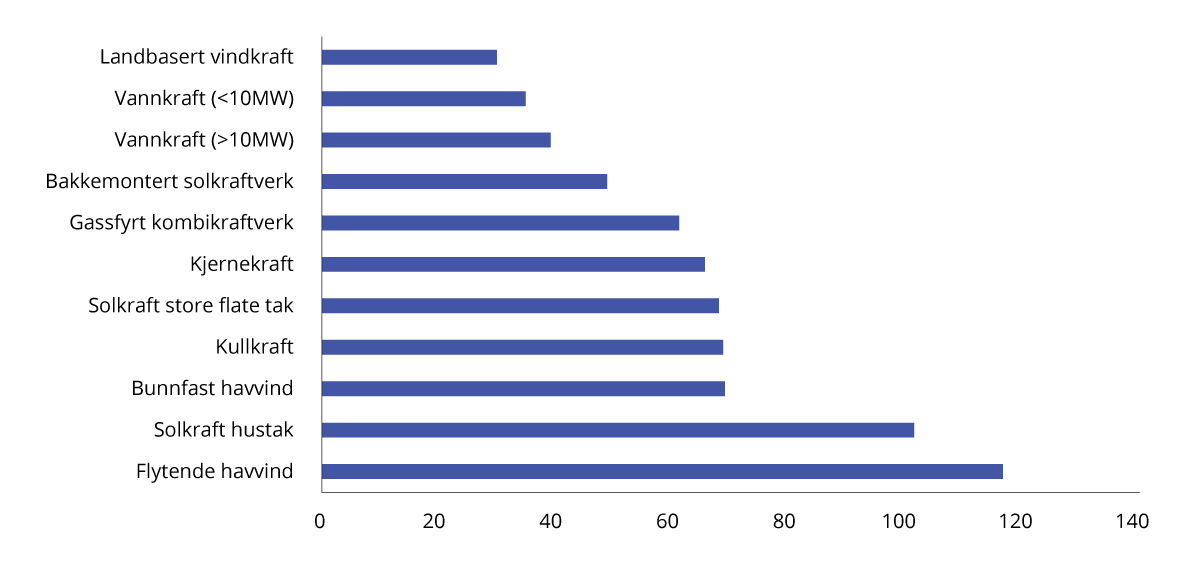 Landbasert vindkraft
Vannkraft (<10MW)
Vannkraft (>10MW)
Bakkemontert solkraftverk
Gassfyrt kombikraftverk
Kjernekraft
Solkraft store flate tak
Kullkraft
Bunnfast havvind
Solkraft hustak
Flytende havvind
0 20 40 60 80 100 120 140